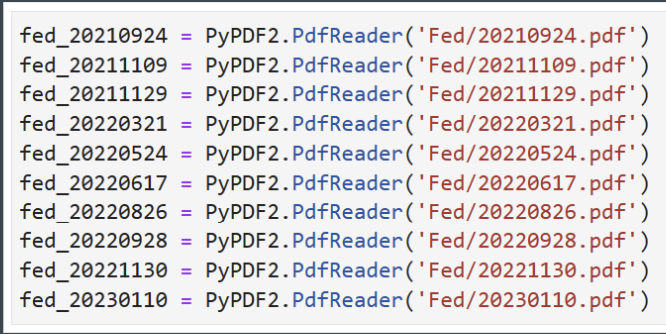 fed_20210924 = PyPDF2.PdfReader('Fed/20210924.pdf')
fed_20211109 = PyPDF2.PdfReader('Fed/20211109.pdf')
fed_20211129 = PyPDF2.PdfReader('Fed/20211129.pdf')
fed_20220321 = PyPDF2.PdfReader('Fed/20220321.pdf')
fed_20220524 = PyPDF2.PdfReader('Fed/20220524.pdf')
fed_20220617 = PyPDF2.PdfReader('Fed/20220617.pdf')
fed_20220826 = PyPDF2.PdfReader('Fed/20220826.pdf')
fed_20220928 = PyPDF2.PdfReader('Fed/20220928.pdf')
fed_20221130 = PyPDF2.PdfReader('Fed/20221130.pdf')
fed_20230110 = PyPDF2.PdfReader('Fed/20230110.pdf')